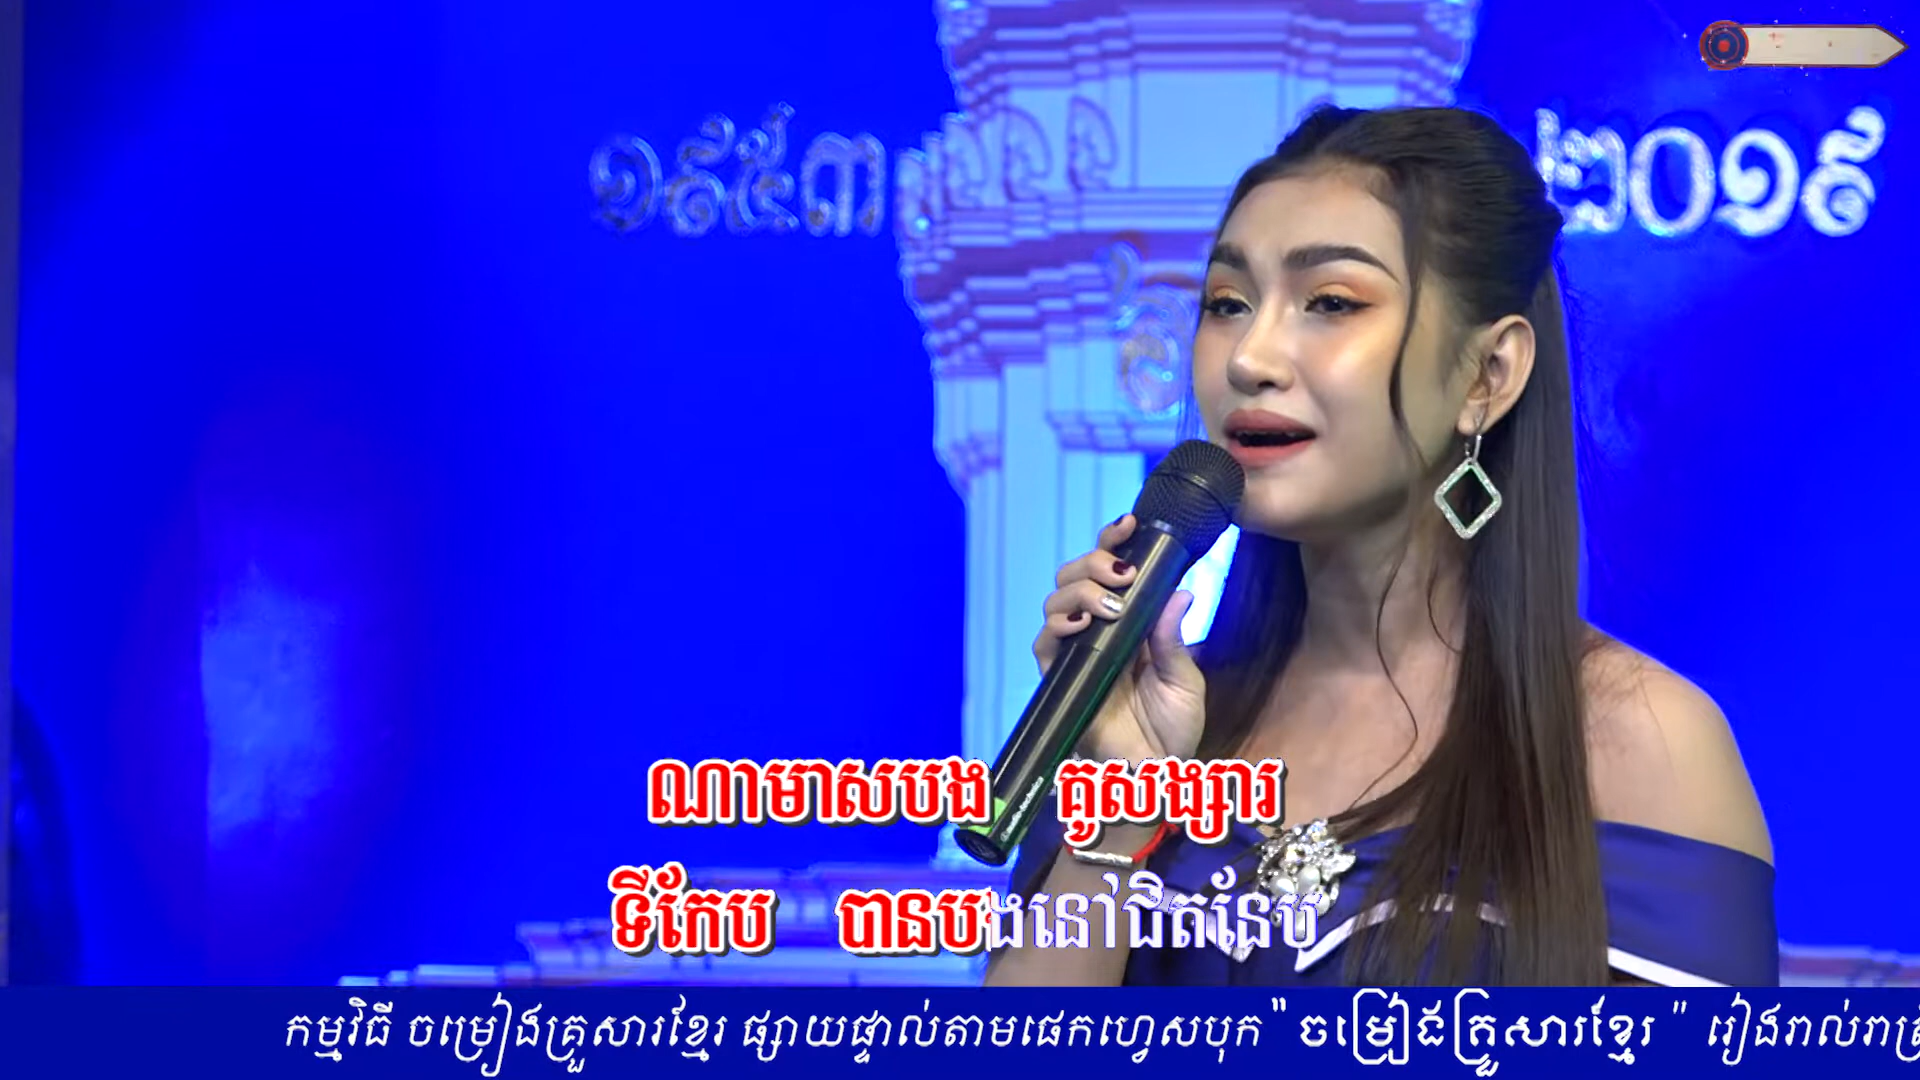 ១៩៥៣
២០១៩
ណាមាសបង គូសង្សារ
ទីកែប បានបងនៅជិតនែប
កម្មវិធី ចម្រៀងគ្រួសារខ្មែរ ផ្សាយផ្ទាល់តាមផេកហ្វេសបុក " ចម្រៀងគ្រួសារខ្មែរ " រៀងរាល់រាត្រ